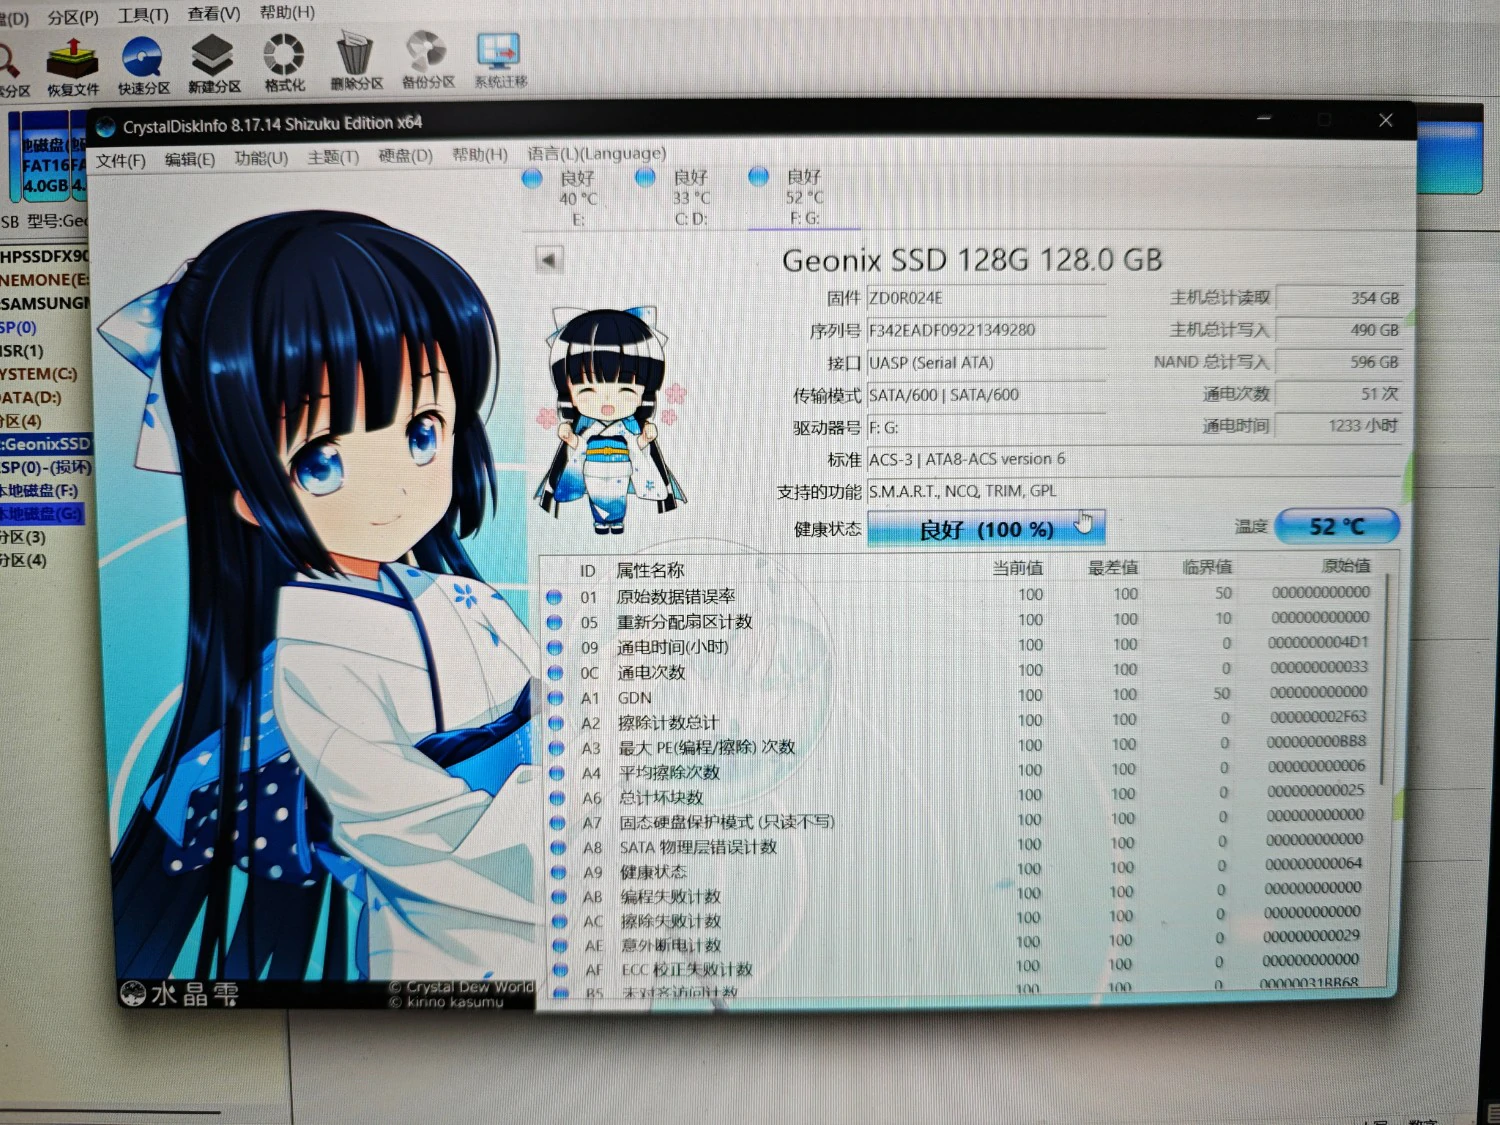 盘(D) 分区(P) 工具(T) 查看(V) 帮助(H)
索分区 恢复文件 快速分区 新建分区 格式化 删除分区 备份分区 系统迁移
CrystalDiskInfo 8.17.14 Shizuku Edition x64
文件(F) 编辑(E) 功能(U) 主题(T) 硬盘(D) 帮助(H) 语言(L)(Language)
良好 良好 良好
40 °C 33 °C 52 °C
E: C: D: F: G:
地磁盘(
FAT16 FA
4.0GB 4.
SB 型号:Geo
HPSSDFX90
NEMONE(E:
:SAMSUNGM
SP(0)
ISR(1)
YSTEM(C:)
DATA(D:)
分区(4)
:GeonixSSD
SP(0)-(损坏)
本地磁盘(F:)
本地磁盘(G:)
分区(3)
分区(4)
Geonix SSD 128G 128.0 GB
固件 ZD0R024E 主机总计读取 354 GB
序列号 F342EADF09221349280 主机总计写入 490 GB
接口 UASP (Serial ATA) NAND 总计写入 596 GB
传输模式 SATA/600 | SATA/600 通电次数 51 次
驱动器号 F: G: 通电时间 1233 小时
标准 ACS-3 | ATA8-ACS version 6
支持的功能 S.M.A.R.T., NCQ, TRIM, GPL
健康状态 良好 (100 %) 温度 52 °C
ID 属性名称 当前值 最差值 临界值 原始值
01 原始数据错误率 100 100 50 000000000000
05 重新分配扇区计数 100 100 10 000000000000
09 通电时间(小时) 100 100 0 0000000004D1
0C 通电次数 100 100 0 000000000033
A1 GDN 100 100 50 000000000000
A2 擦除计数总计 100 100 0 000000002F63
A3 最大 PE(编程/擦除) 次数 100 100 0 000000000BB8
A4 平均擦除次数 100 100 0 000000000006
A6 总计坏块数 100 100 0 000000000025
A7 固态硬盘保护模式 (只读不写) 100 100 0 000000000000
A8 SATA 物理层错误计数 100 100 0 000000000000
A9 健康状态 100 100 0 000000000064
AB 编程失败计数 100 100 0 000000000000
AC 擦除失败计数 100 100 0 000000000000
AE 意外断电计数 100 100 0 000000000029
AF ECC 校正失败计数 100 100 0 000000000000
B5 未对齐访问计数 100 100 0 00000031BB68
水晶雫
© Crystal Dew World
© kirino kasumu